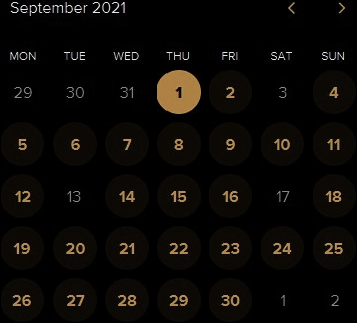 September 2021
MON TUE WED THU FRI SAT SUN
29 30 31 1 2 3 4
5 6 7 8 9 10 11
12 13 14 15 16 17 18
19 20 21 22 23 24 25
26 27 28 29 30 1 2